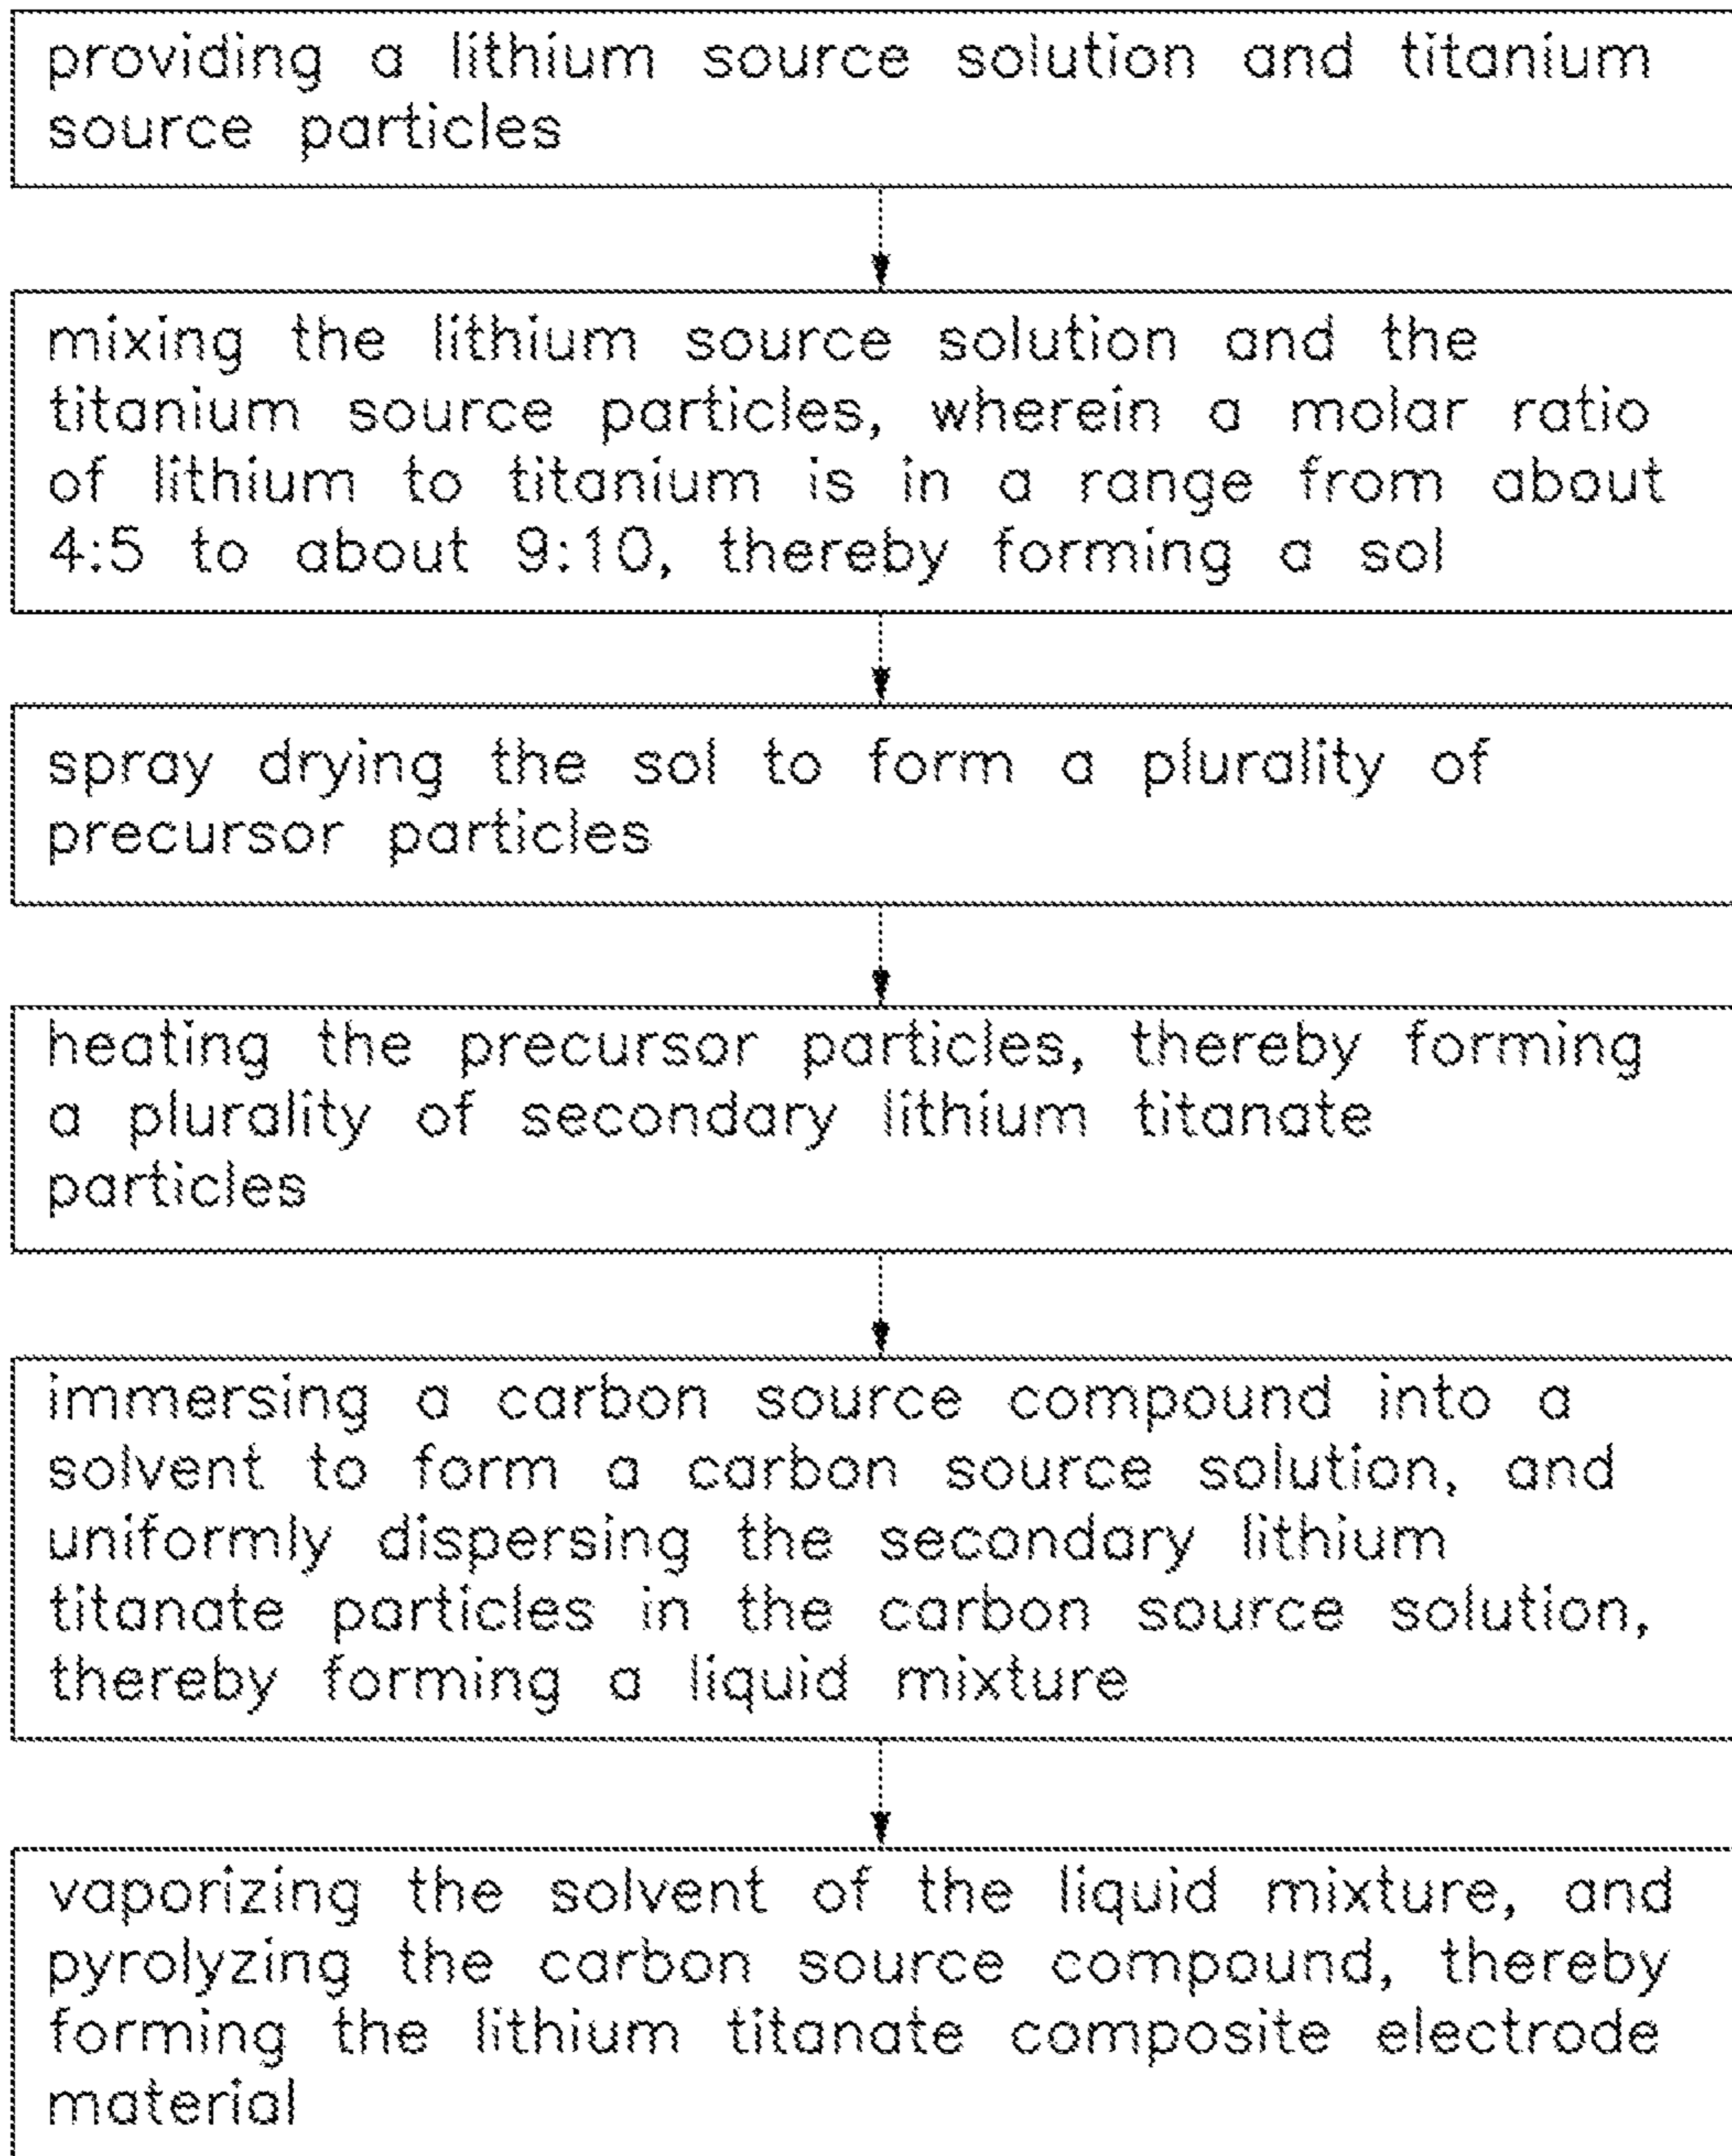 providing a lithium source solution and titanium
source particles
mixing the lithium source solution and the
titanium source particles, wherein a molar ratio
of lithium to titanium is in a range from about
4:5 to about 9:10, thereby forming a sol
spray drying the sol to form a plurality of
precursor particles
heating the precursor particles, thereby forming
a plurality of secondary lithium titanate
particles
immersing a carbon source compound into a
solvent to form a carbon source solution, and
uniformly dispersing the secondary lithium
titanate particles in the carbon source solution,
thereby forming a liquid mixture
vaporizing the solvent of the liquid mixture, and
pyrolyzing the carbon source compound, thereby
forming the lithium titanate composite electrode
material